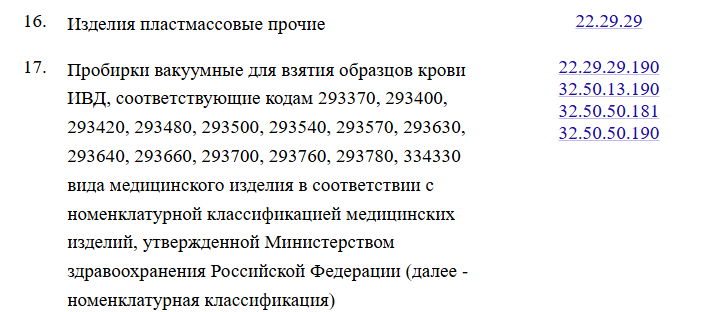 16. Изделия пластмассовые прочие 22.29.29
17. Пробирки вакуумные для взятия образцов крови 22.29.29.190
ИВД, соответствующие кодам 293370, 293400, 32.50.13.190
293420, 293480, 293500, 293540, 293570, 293630, 32.50.50.181
293640, 293660, 293700, 293760, 293780, 334330 32.50.50.190
вида медицинского изделия в соответствии с
номенклатурной классификацией медицинских
изделий, утвержденной Министерством
здравоохранения Российской Федерации (далее -
номенклатурная классификация)